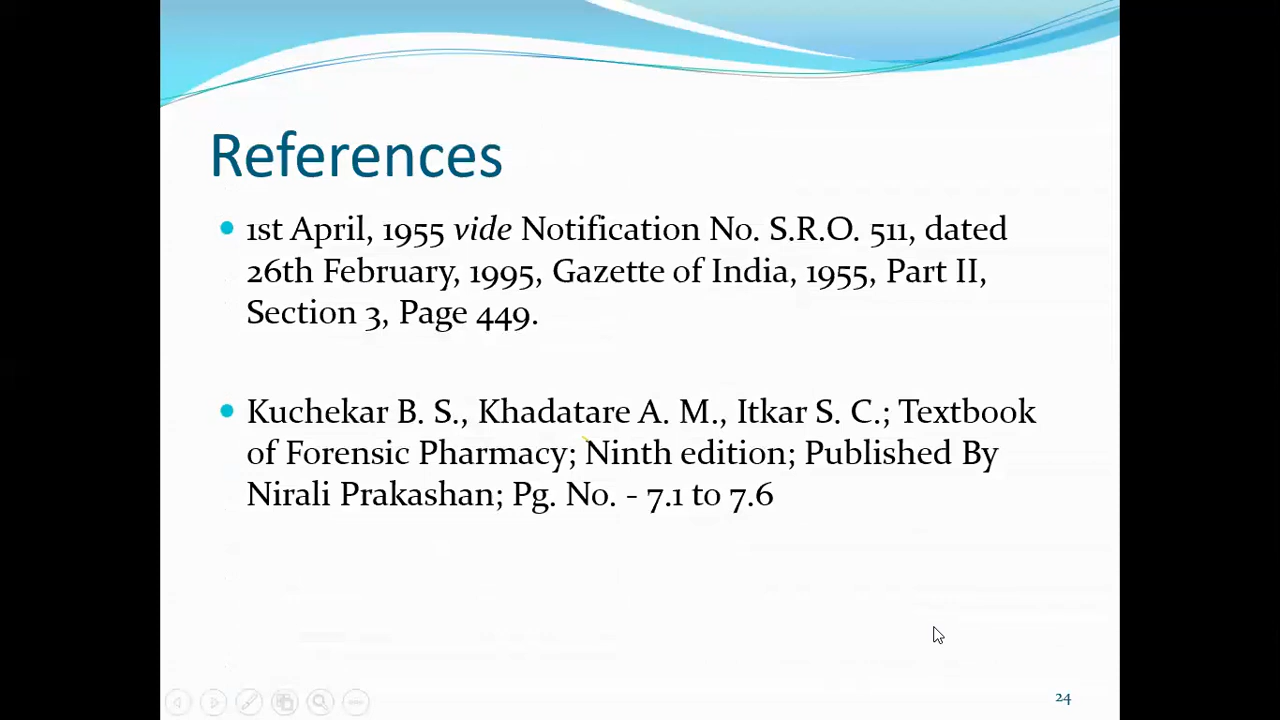 References
1st April, 1955 vide Notification No. S.R.O. 511, dated
26th February, 1995, Gazette of India, 1955, Part II,
Section 3, Page 449.
Kuchekar B. S., Khadatare A. M., Itkar S. C.; Textbook
of Forensic Pharmacy; Ninth edition; Published By
Nirali Prakashan; Pg. No. - 7.1 to 7.6
24